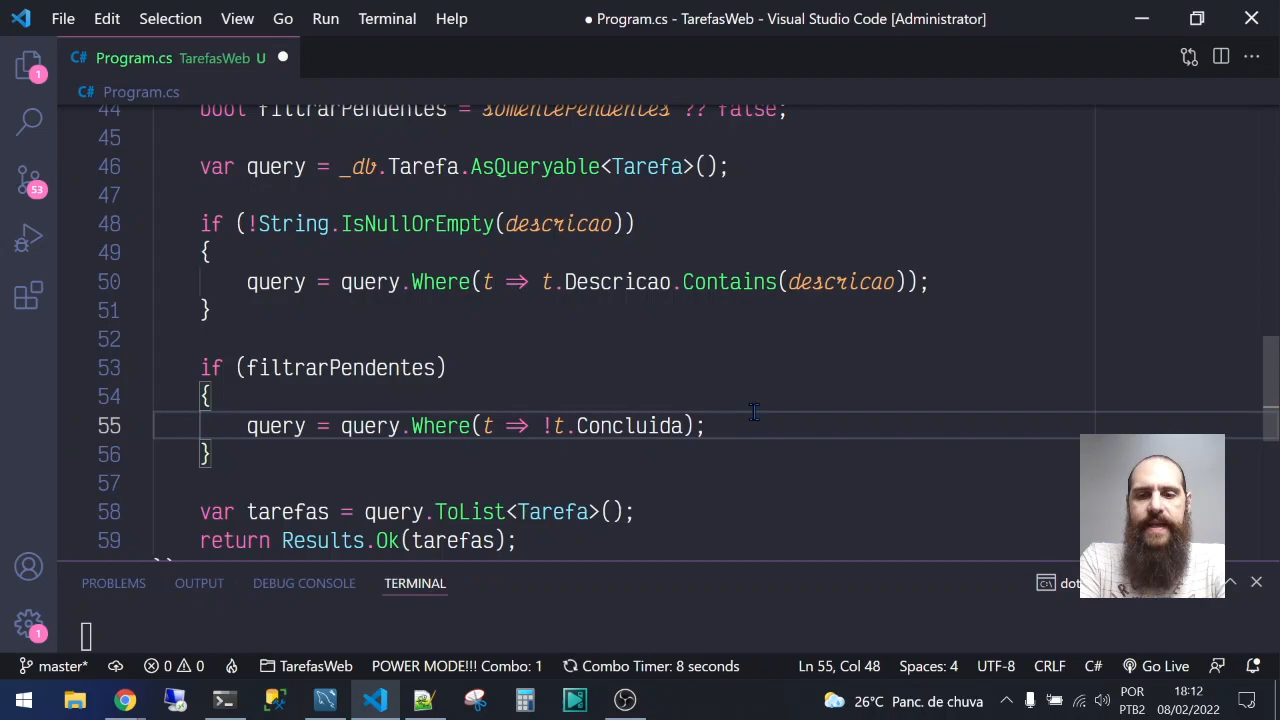 File Edit Selection View Go Run Terminal Help ● Program.cs - TarefasWeb - Visual Studio Code [Administrator]
C# Program.cs TarefasWeb U
C# Program.cs
44 bool filtrarPendentes = somentePendentes ?? false;
45
46 var query = _db.Tarefa.AsQueryable<Tarefa>();
47
48 if (!String.IsNullOrEmpty(descricao))
49 {
50 query = query.Where(t => t.Descricao.Contains(descricao));
51 }
52
53 if (filtrarPendentes)
54 {
55 query = query.Where(t => !t.Concluida);
56 }
57
58 var tarefas = query.ToList<Tarefa>();
59 return Results.Ok(tarefas);
1
53
1
PROBLEMS OUTPUT DEBUG CONSOLE TERMINAL dot
master* 0 0 TarefasWeb POWER MODE!!! Combo: 1 Combo Timer: 8 seconds Ln 55, Col 48 Spaces: 4 UTF-8 CRLF C# Go Live
26°C Panc. de chuva POR PTB2 18:12 08/02/2022